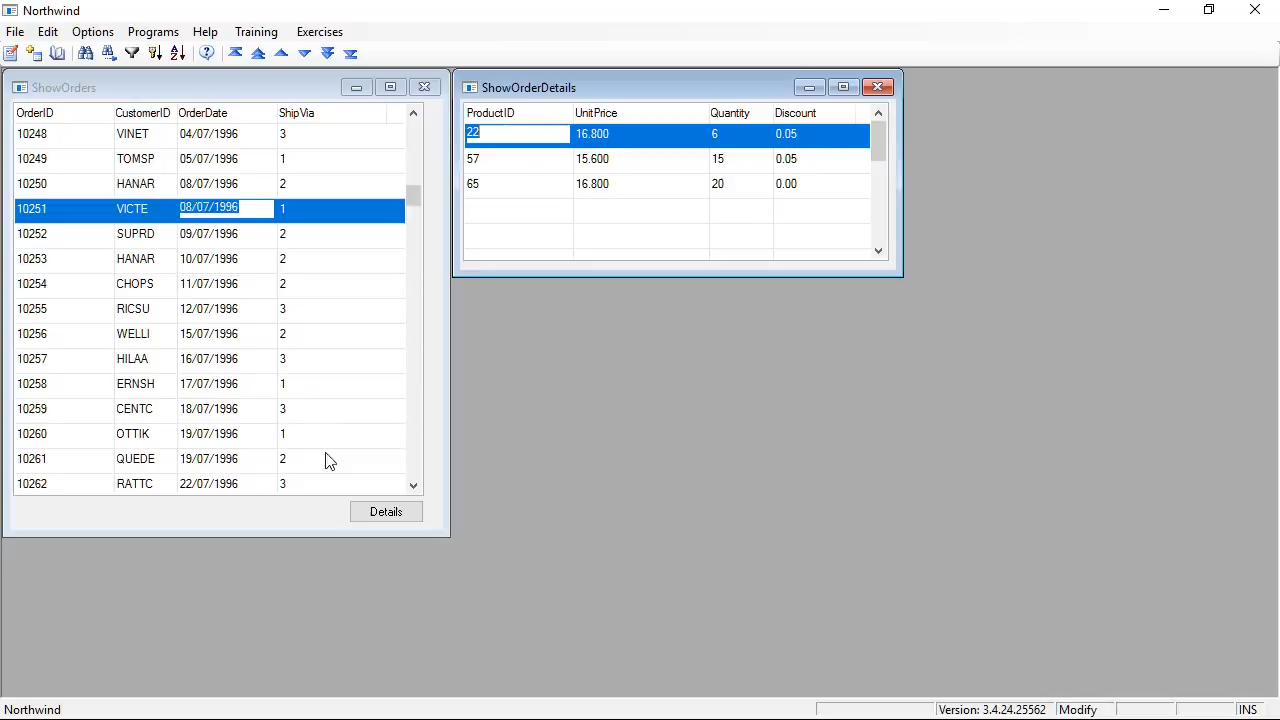 Northwind
File Edit Options Programs Help Training Exercises
ShowOrders
OrderID CustomerID OrderDate ShipVia
10248 VINET 04/07/1996 3
10249 TOMSP 05/07/1996 1
10250 HANAR 08/07/1996 2
10251 VICTE 08/07/1996 1
10252 SUPRD 09/07/1996 2
10253 HANAR 10/07/1996 2
10254 CHOPS 11/07/1996 2
10255 RICSU 12/07/1996 3
10256 WELLI 15/07/1996 2
10257 HILAA 16/07/1996 3
10258 ERNSH 17/07/1996 1
10259 CENTC 18/07/1996 3
10260 OTTIK 19/07/1996 1
10261 QUEDE 19/07/1996 2
10262 RATTC 22/07/1996 3
Details
ShowOrderDetails
ProductID UnitPrice Quantity Discount
22 16.800 6 0.05
57 15.600 15 0.05
65 16.800 20 0.00
Northwind Version: 3.4.24.25562 Modify INS